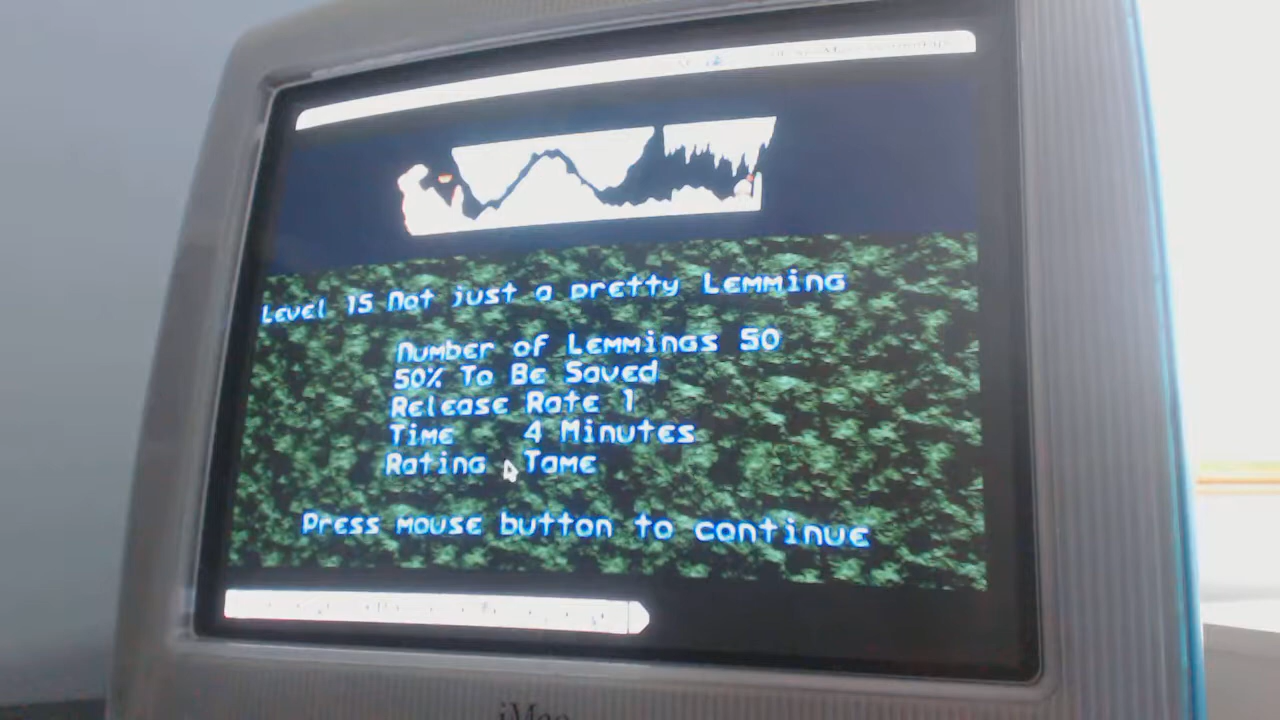 Level 15 Not just a pretty Lemming
Number of Lemmings 50
50% To Be Saved
Release Rate 1
Time 4 Minutes
Rating Tame
Press mouse button to continue
iMac